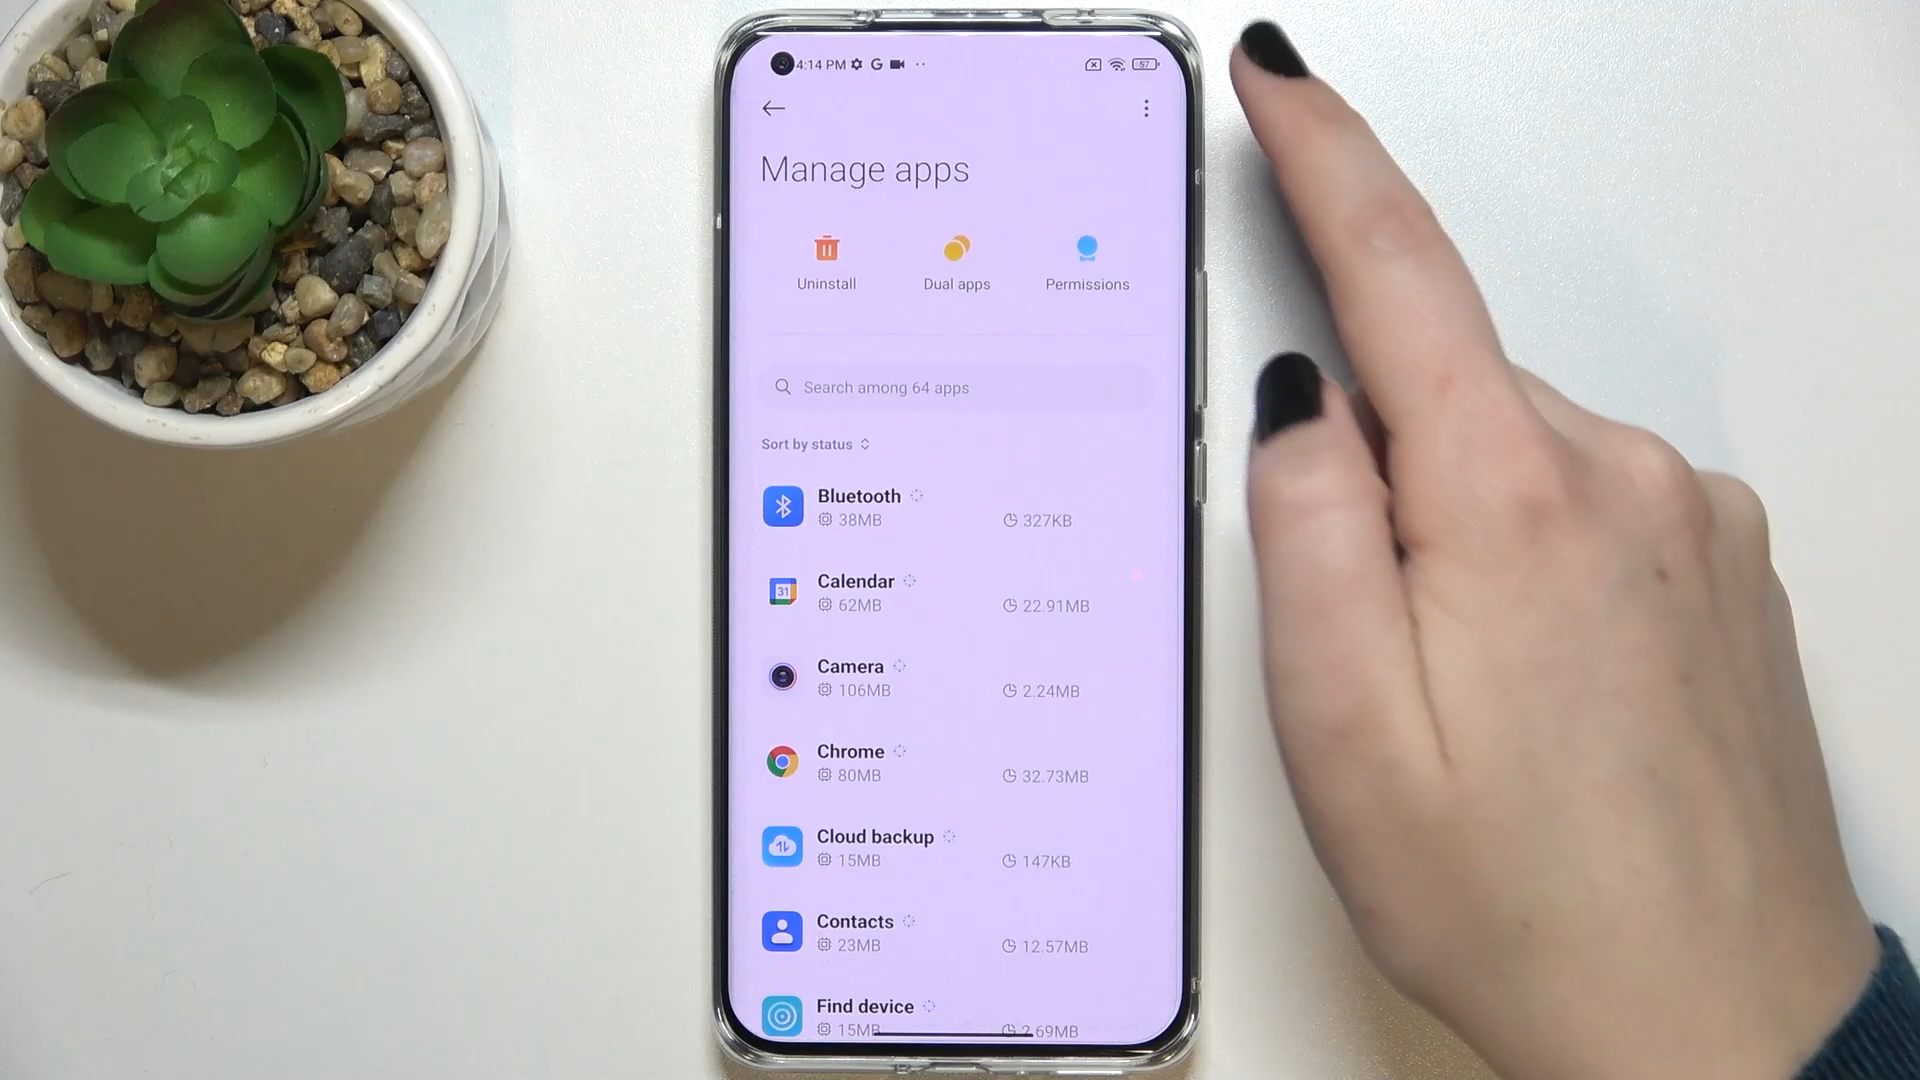 4:14 PM G 57
Manage apps
Uninstall Dual apps Permissions
Search among 64 apps
Sort by status
Bluetooth
38MB 327KB
31
Calendar
62MB 22.91MB
Camera
106MB 2.24MB
Chrome
80MB 32.73MB
Cloud backup
15MB 147KB
Contacts
23MB 12.57MB
Find device
15MB 2.69MB